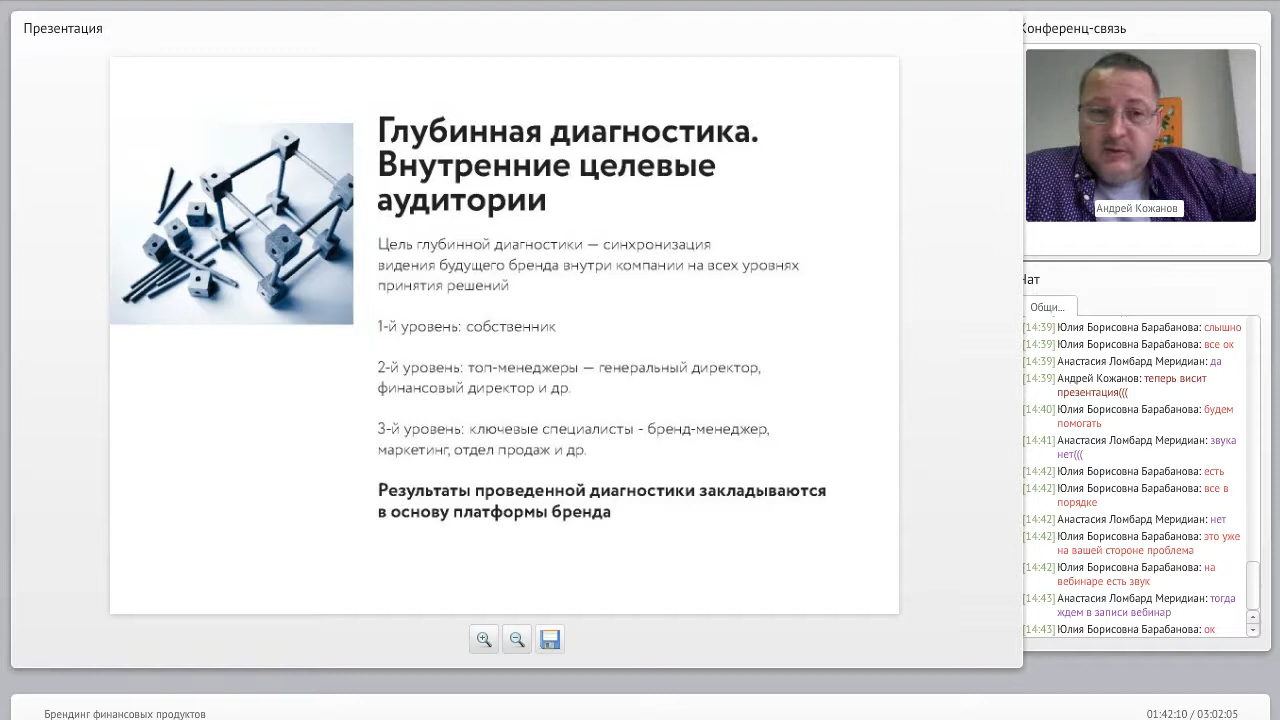 Презентация
Глубинная диагностика.
Внутренние целевые
аудитории
Цель глубинной диагностики — синхронизация
видения будущего бренда внутри компании на всех уровнях
принятия решений
1-й уровень: собственник
2-й уровень: топ-менеджеры — генеральный директор,
финансовый директор и др.
3-й уровень: ключевые специалисты - бренд-менеджер,
маркетинг, отдел продаж и др.
Результаты проведенной диагностики закладываются
в основу платформы бренда
Конференц-связь
Андрей Кожанов
Чат
Общи...
[14:39] Юлия Борисовна Барабанова: слышно
[14:39] Юлия Борисовна Барабанова: все ок
[14:39] Анастасия Ломбард Меридиан: да
[14:39] Андрей Кожанов: теперь висит
презентация(((
[14:40] Юлия Борисовна Барабанова: будем
помогать
[14:41] Анастасия Ломбард Меридиан: звука
нет(((
[14:42] Юлия Борисовна Барабанова: есть
[14:42] Юлия Борисовна Барабанова: все в
порядке
[14:42] Анастасия Ломбард Меридиан: нет
[14:42] Юлия Борисовна Барабанова: это уже
на вашей стороне проблема
[14:42] Юлия Борисовна Барабанова: на
вебинаре есть звук
[14:43] Анастасия Ломбард Меридиан: тогда
ждем в записи вебинар
[14:43] Юлия Борисовна Барабанова: ок
Брендинг финансовых продуктов
01:42:10 / 03:02:05